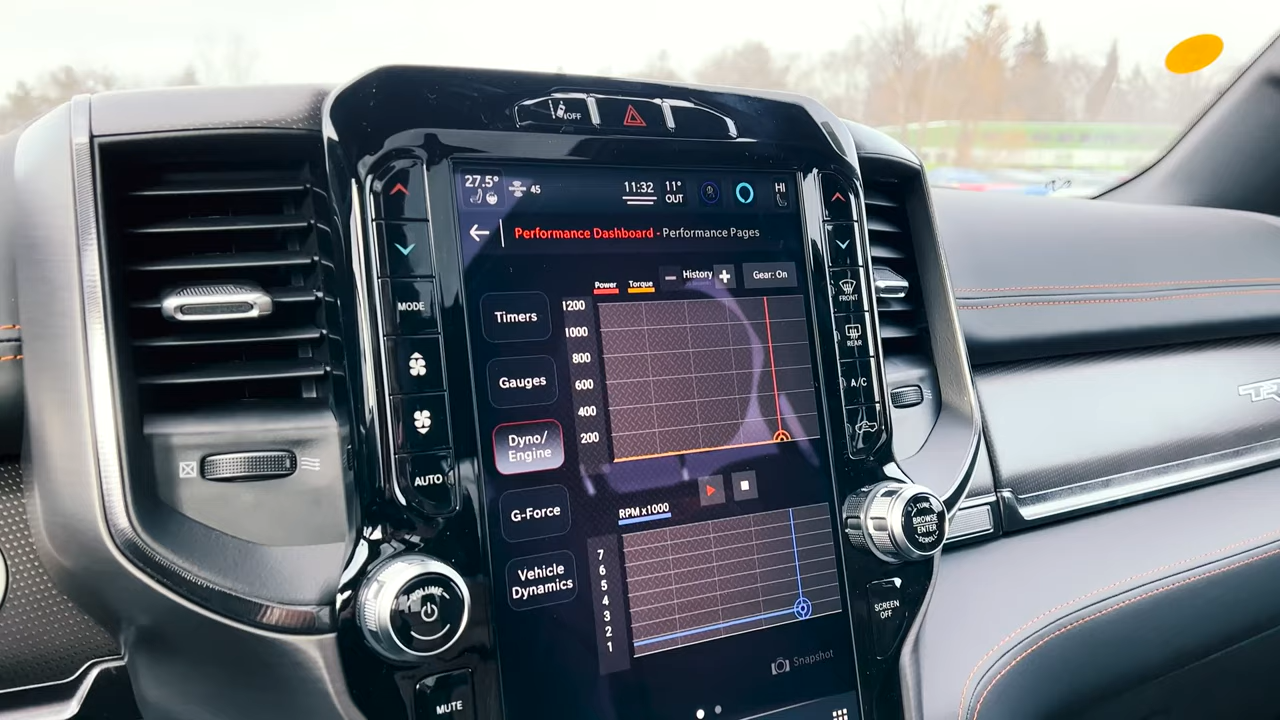 OFF
27.5°
45
11:32
11°
OUT
HI
Performance Dashboard - Performance Pages
Power
Torque
History
Gear: On
1200
1000
800
600
400
200
Timers
Gauges
Dyno/
Engine
G-Force
Vehicle
Dynamics
RPM x1000
7
6
5
4
3
2
1
Snapshot
MODE
AUTO
VOLUME
MUTE
FRONT
REAR
A/C
TUNE
BROWSE
ENTER
SCROLL
SCREEN
OFF